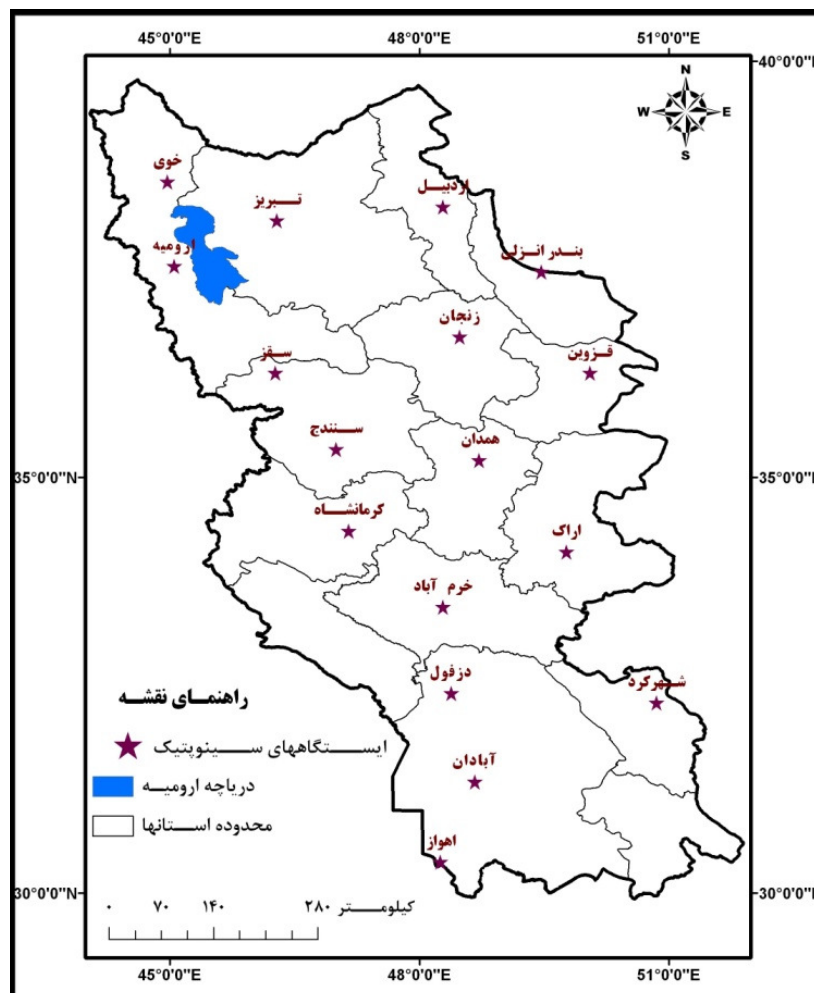 45°0'0"E 48°0'0"E 51°0'0"E
40°0'0"N
N
W E
S
خوی
اردبیل
تبریز
ارومیه
بندر انزلی
زنجان
سقز
قزوین
سنندج
همدان
35°0'0"N 35°0'0"N
کرمانشاه
اراک
خرم آباد
دزفول
شهرکرد
راهنمای نقشه
ایستگاههای سینوپتیک
آبادان
دریاچه ارومیه
محدوده استانها
اهواز
30°0'0"N 30°0'0"N
۰ ۷۰ ۱۴۰ ۲۸۰ کیلومتر
45°0'0"E 48°0'0"E 51°0'0"E